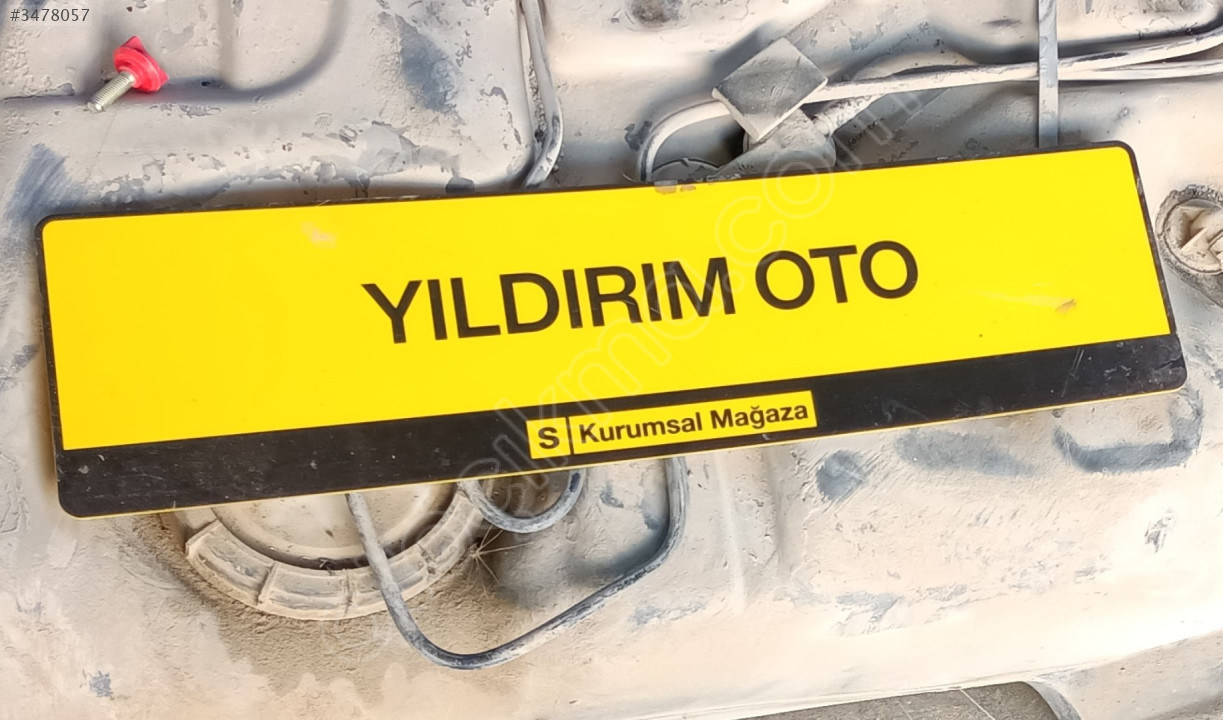 #3478057
YILDIRIM OTO
S Kurumsal Mağaza